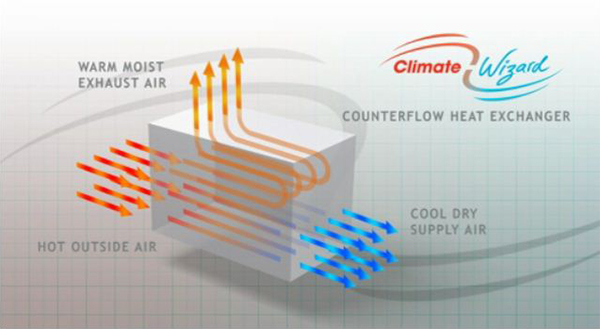 WARM MOIST
EXHAUST AIR
Climate Wizard
COUNTERFLOW HEAT EXCHANGER
COOL DRY
SUPPLY AIR
HOT OUTSIDE AIR